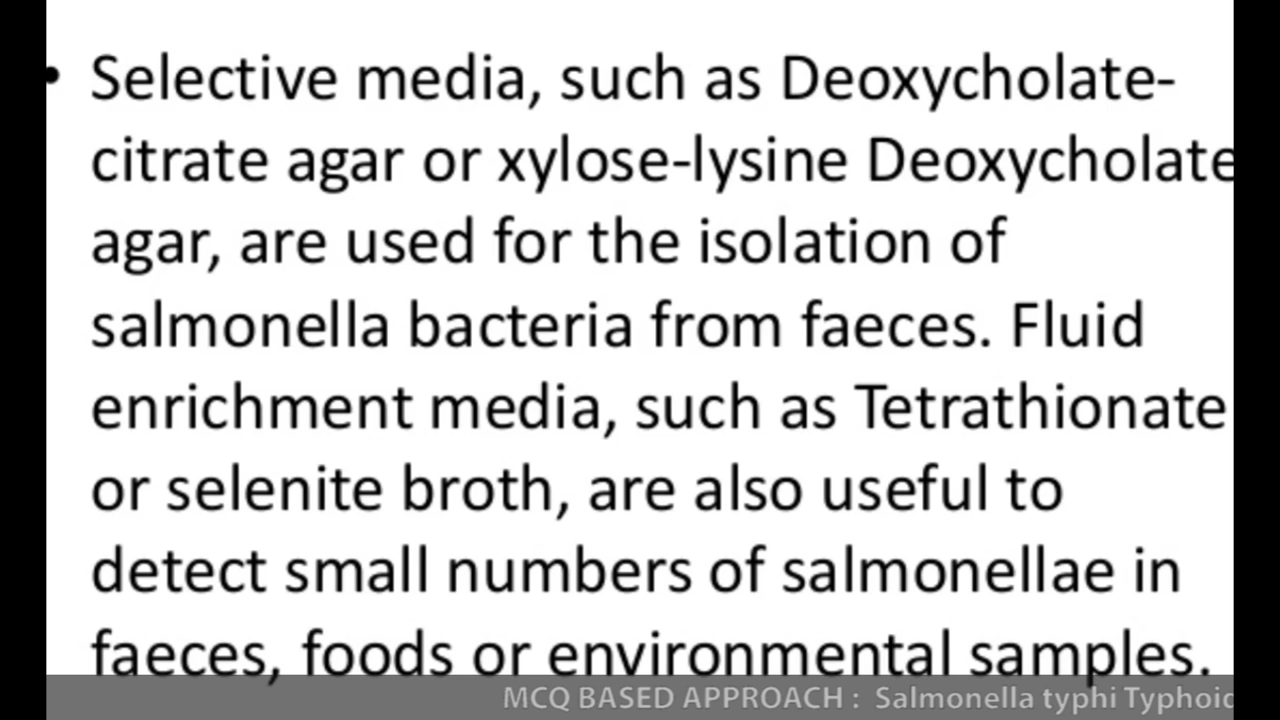 • Selective media, such as Deoxycholate-
citrate agar or xylose-lysine Deoxycholate
agar, are used for the isolation of
salmonella bacteria from faeces. Fluid
enrichment media, such as Tetrathionate
or selenite broth, are also useful to
detect small numbers of salmonellae in
faeces, foods or environmental samples.
MCQ BASED APPROACH : Salmonella typhi Typhoid